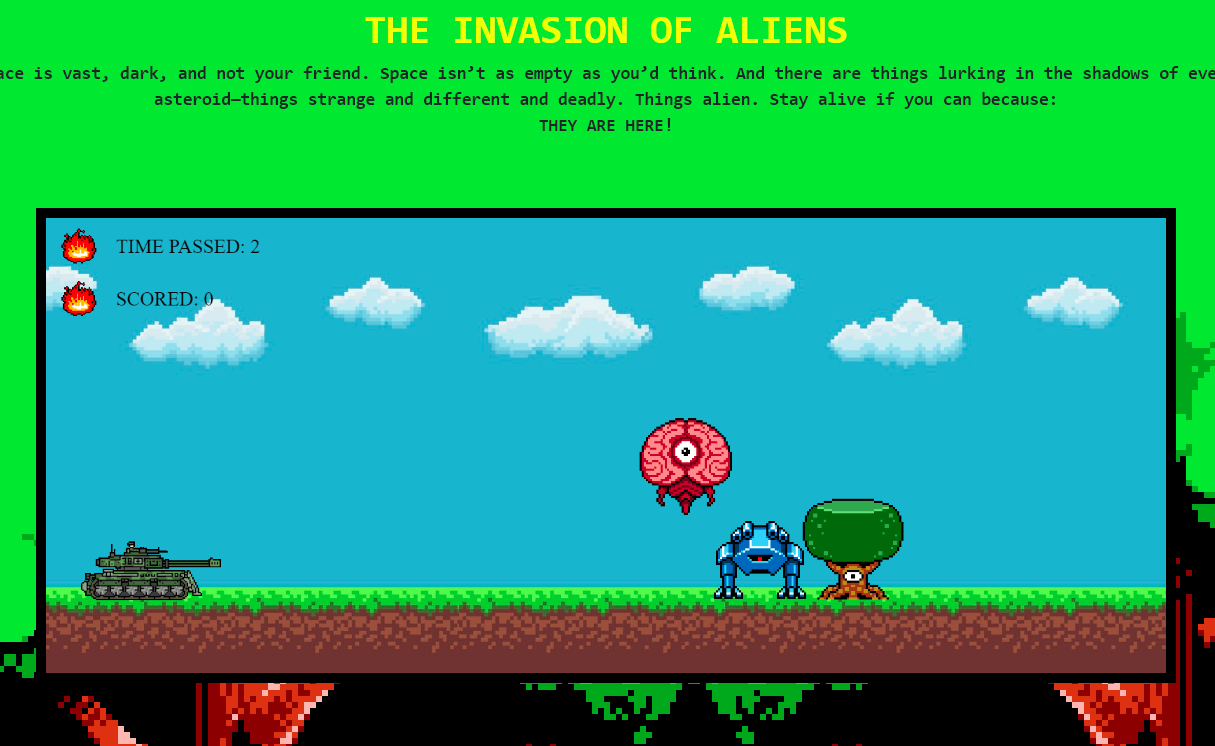 THE INVASION OF ALIENS
is vast, dark, and not your friend. Space isn’t as empty as you’d think. And there are things lurking in the shadows of
asteroid—things strange and different and deadly. Things alien. Stay alive if you can because:
THEY ARE HERE!
TIME PASSED: 2
SCORED: 0